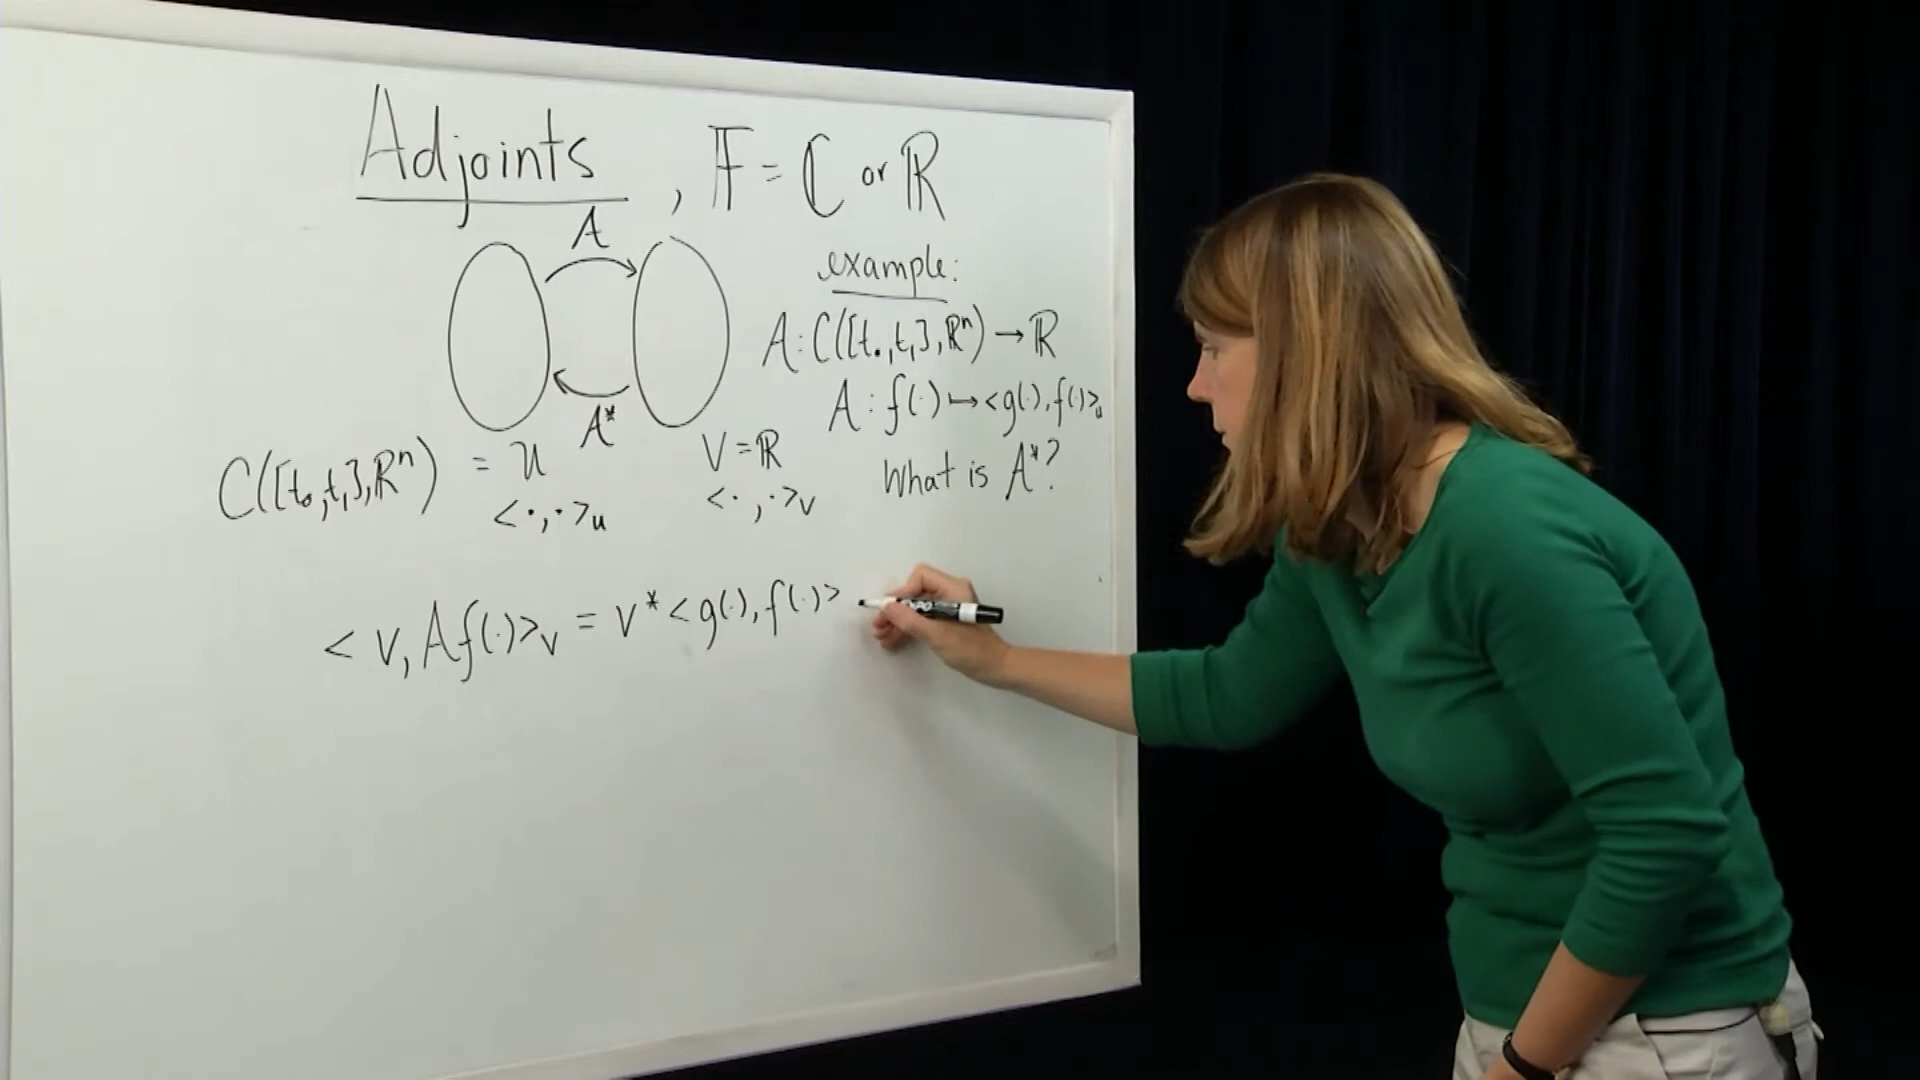 Adjoints, 𝔽 = ℂ or ℝ
A
example:
A : C([t₀, t₁], ℝⁿ) → ℝ
A : f(·) ↦ <g(·), f(·)>ᵤ
A*
What is A*?
C([t₀, t₁], ℝⁿ) = U
V = ℝ
<·, ·>ᵤ
<·, ·>ᵥ
<v, A f(·)>ᵥ = v* <g(·), f(·)>